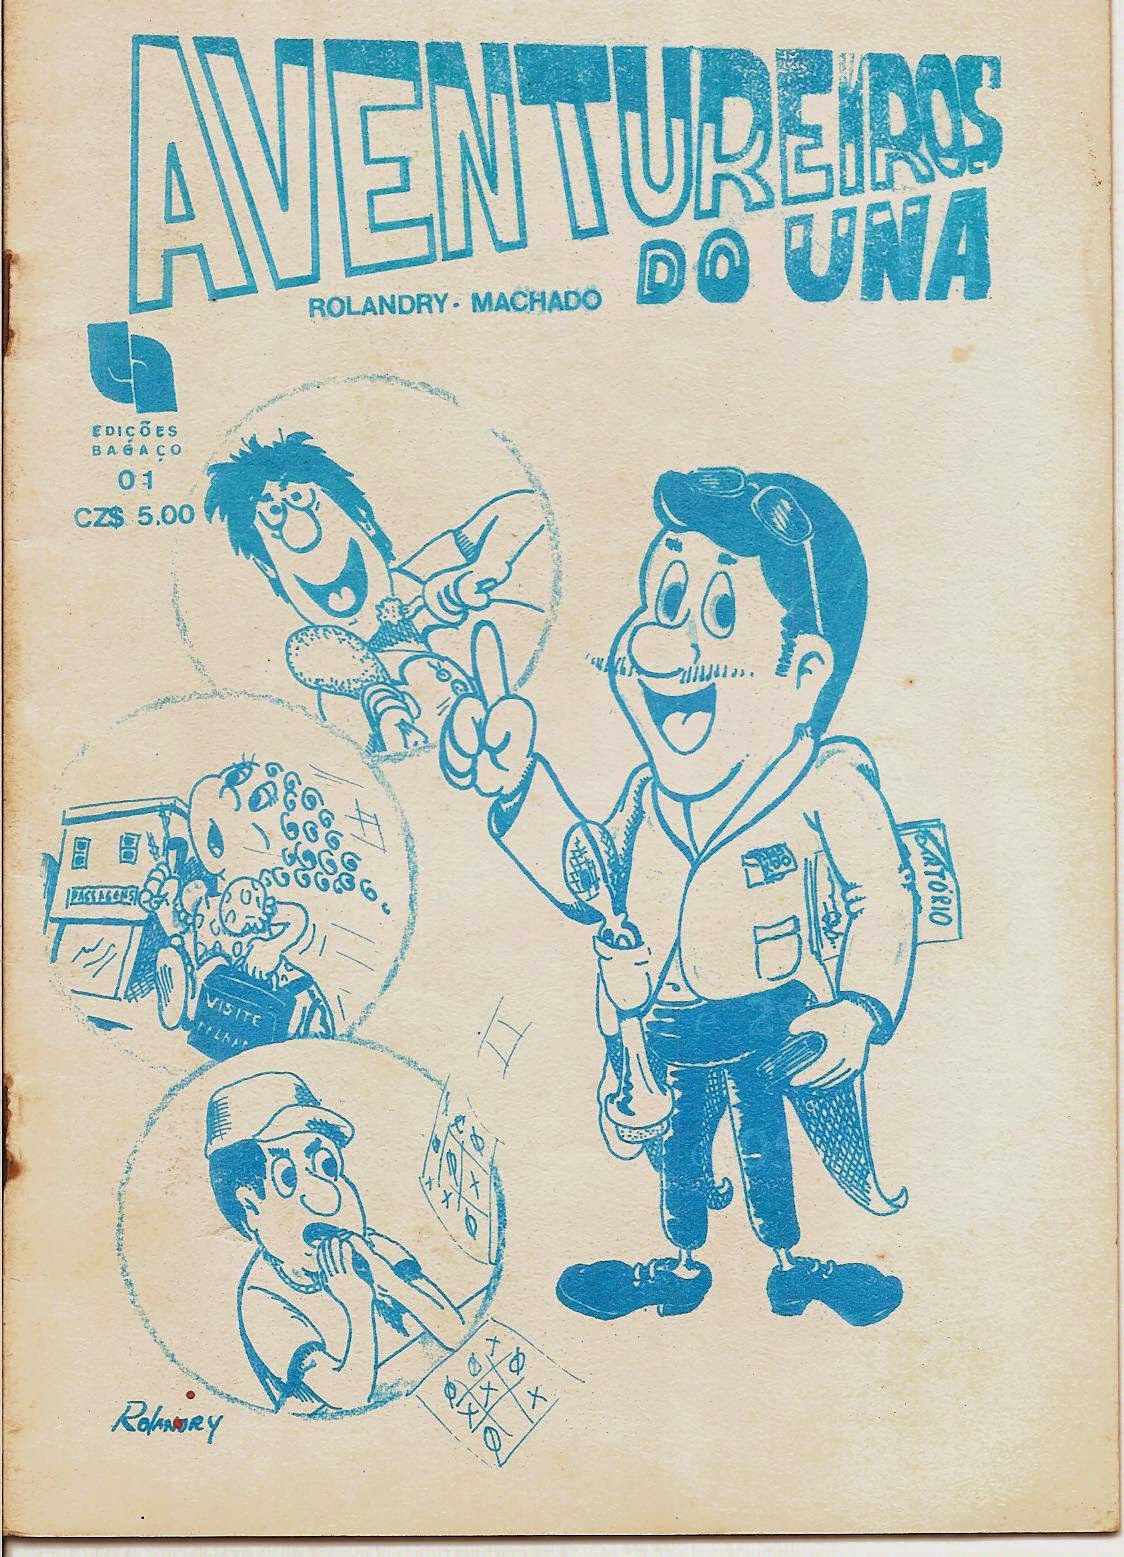 AVENTUREIROS
DO UNA
ROLANDRY - MACHADO
EDIÇÕES
BAGAÇO
01
CZ$ 5.00
PASSAGENS
VISITE
Rolandry